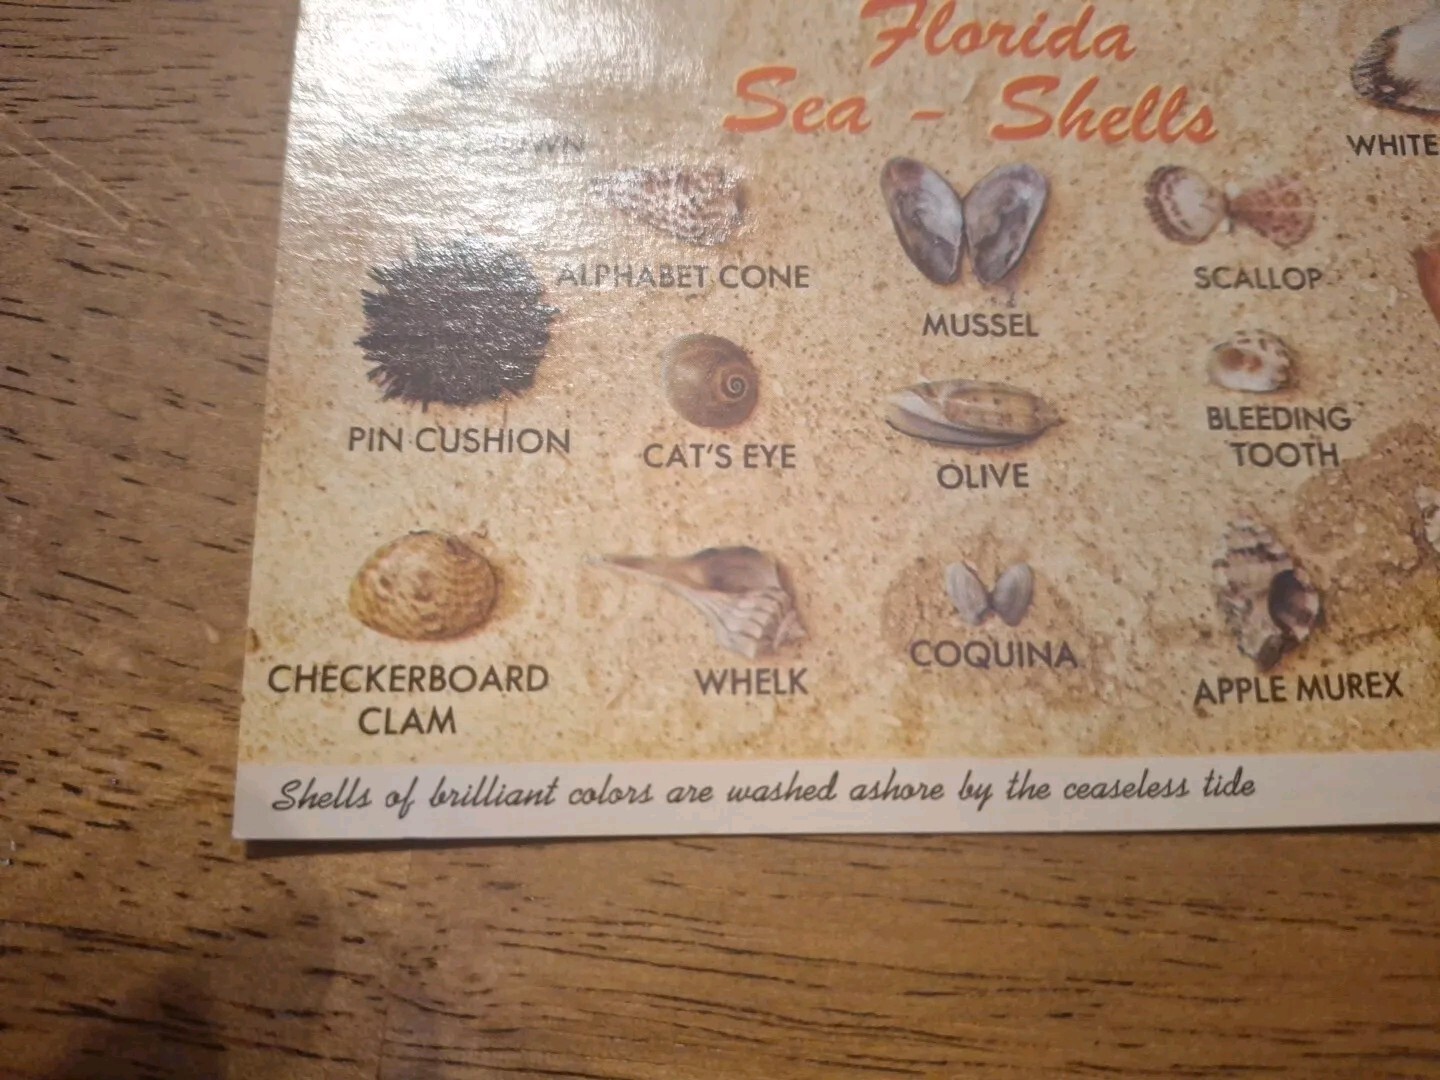 Florida
Sea - Shells
WHITE
ALPHABET CONE
SCALLOP
MUSSEL
PIN CUSHION
CAT'S EYE
OLIVE
BLEEDING
TOOTH
CHECKERBOARD
CLAM
WHELK
COQUINA
APPLE MUREX
Shells of brilliant colors are washed ashore by the ceaseless tide